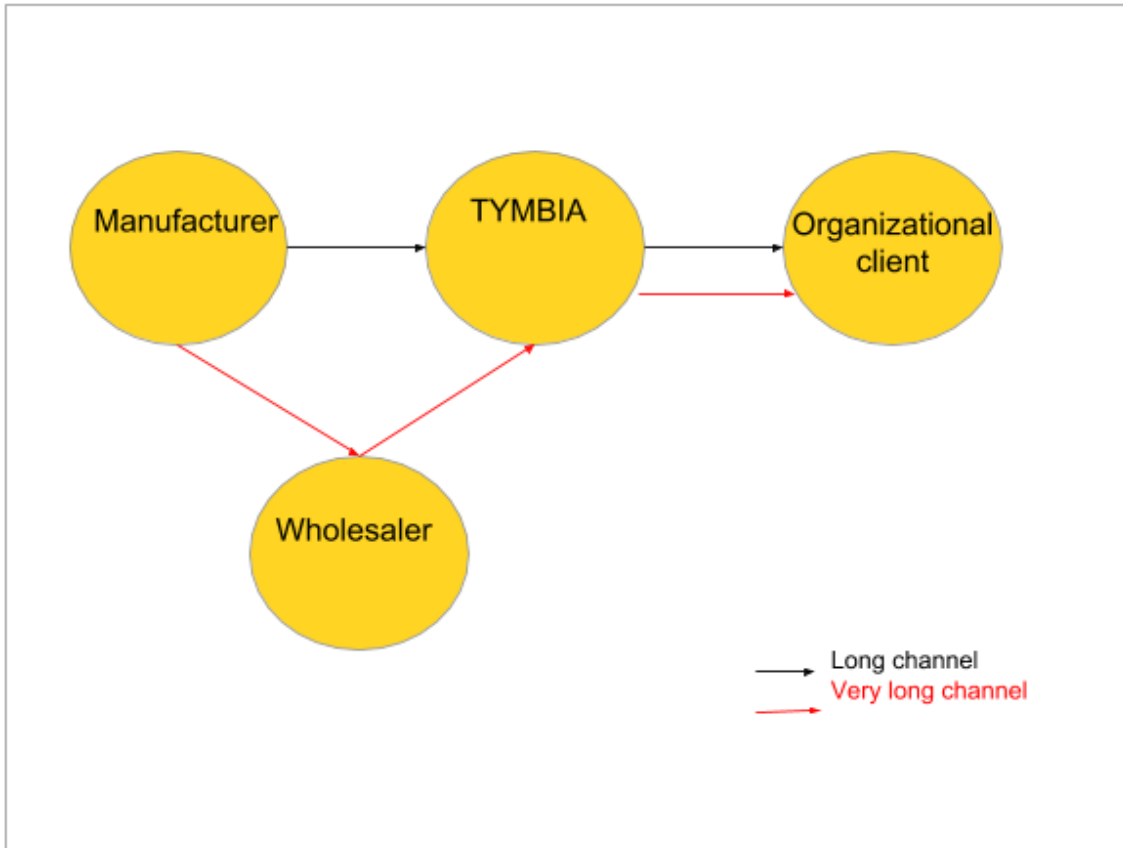 Manufacturer
TYMBIA
Organizational
client
Wholesaler
Long channel
Very long channel